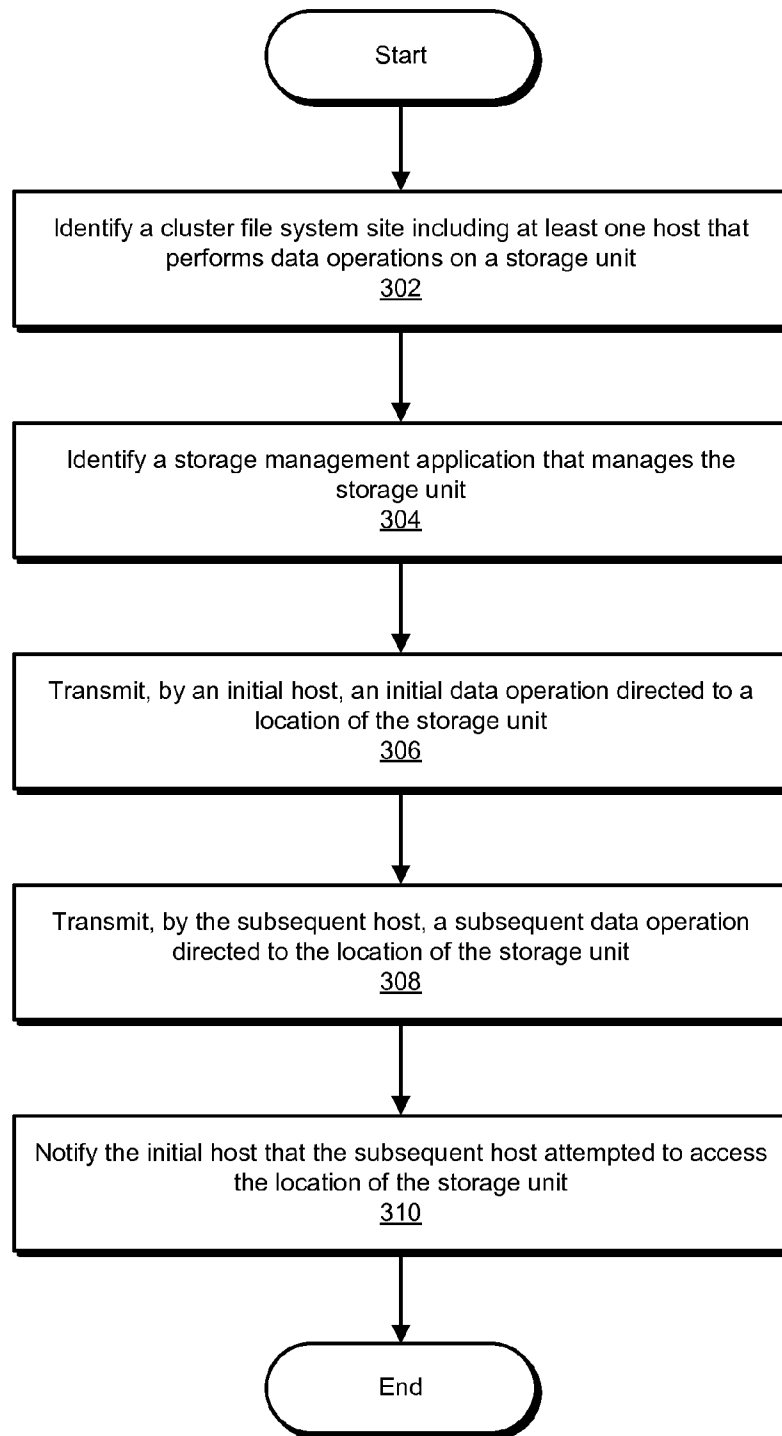 Start
Identify a cluster file system site including at least one host that
performs data operations on a storage unit
302
Identify a storage management application that manages the
storage unit
304
Transmit, by an initial host, an initial data operation directed to a
location of the storage unit
306
Transmit, by the subsequent host, a subsequent data operation
directed to the location of the storage unit
308
Notify the initial host that the subsequent host attempted to access
the location of the storage unit
310
End